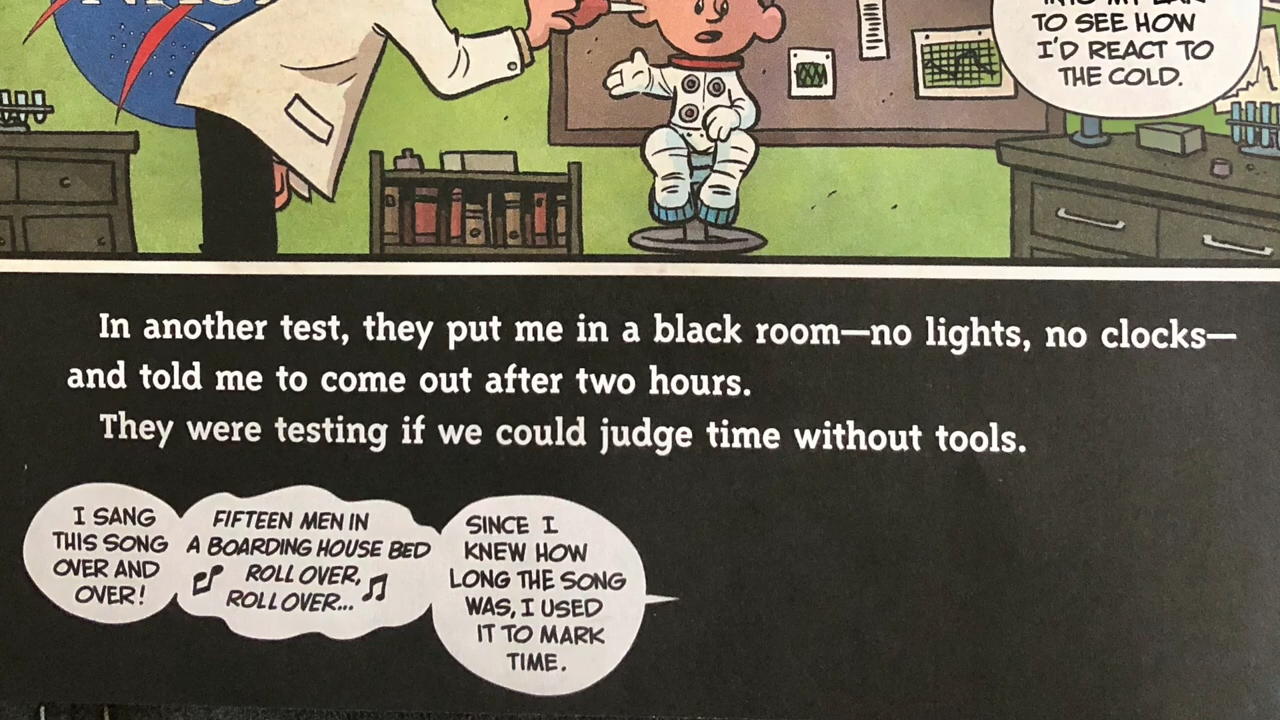 TO SEE HOW
I'D REACT TO
THE COLD.
In another test, they put me in a black room—no lights, no clocks—
and told me to come out after two hours.
They were testing if we could judge time without tools.
I SANG
THIS SONG
OVER AND
OVER!
FIFTEEN MEN IN
A BOARDING HOUSE BED
ROLL OVER,
ROLL OVER...
SINCE I
KNEW HOW
LONG THE SONG
WAS, I USED
IT TO MARK
TIME.